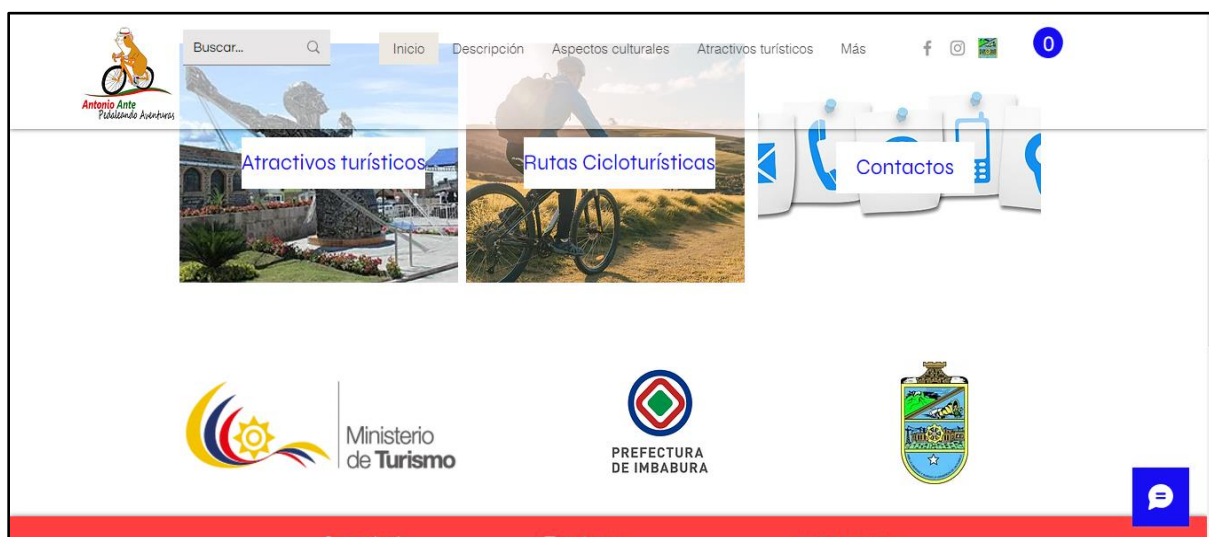 Buscar...
Inicio
Descripción
Aspectos culturales
Atractivos turísticos
Más
0
Antonio Ante
Pedaleando Aventuras
Atractivos turísticos
Rutas Cicloturísticas
Contactos
Ministerio
de Turismo
PREFECTURA
DE IMBABURA